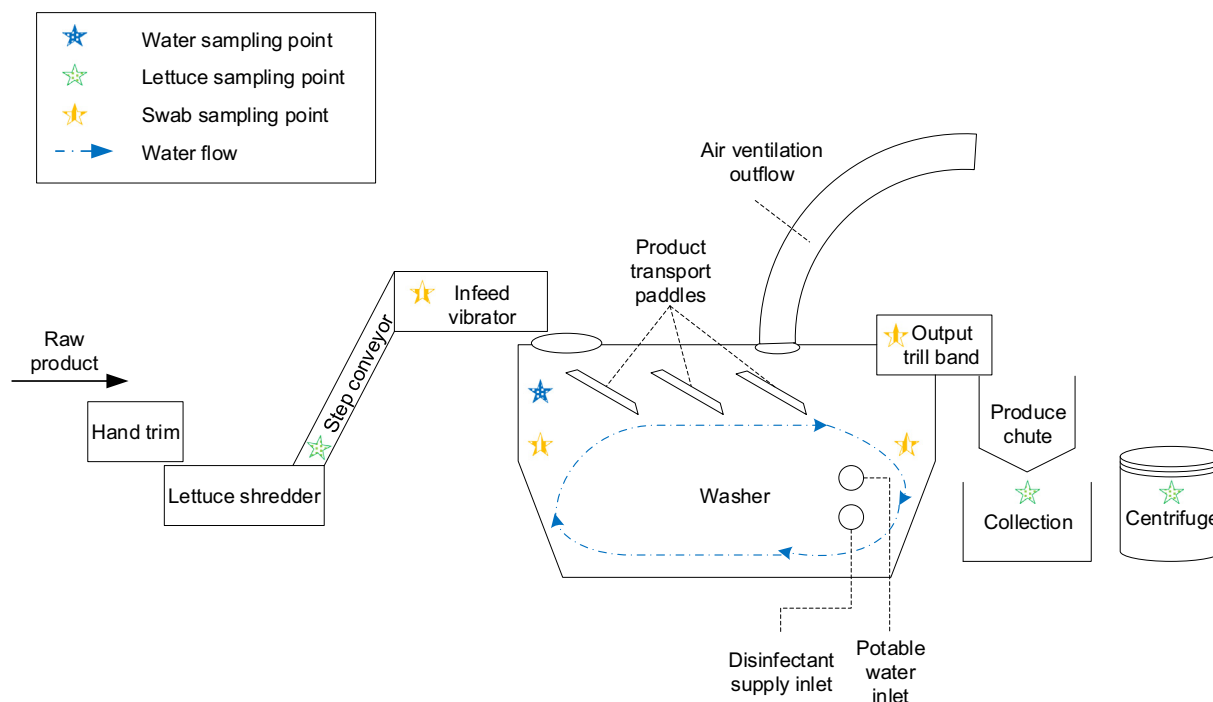 Water sampling point
Lettuce sampling point
Swab sampling point
Water flow
Air ventilation
outflow
Product
transport
paddles
Infeed
vibrator
Step conveyor
Raw
product
Output
trill band
Hand trim
Produce
chute
Lettuce shredder
Washer
Collection
Centrifuge
Disinfectant
supply inlet
Potable
water
inlet